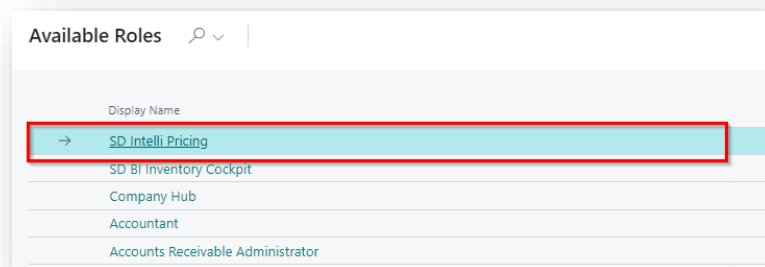 Available Roles
Display Name
SD Intelli Pricing
SD BI Inventory Cockpit
Company Hub
Accountant
Accounts Receivable Administrator